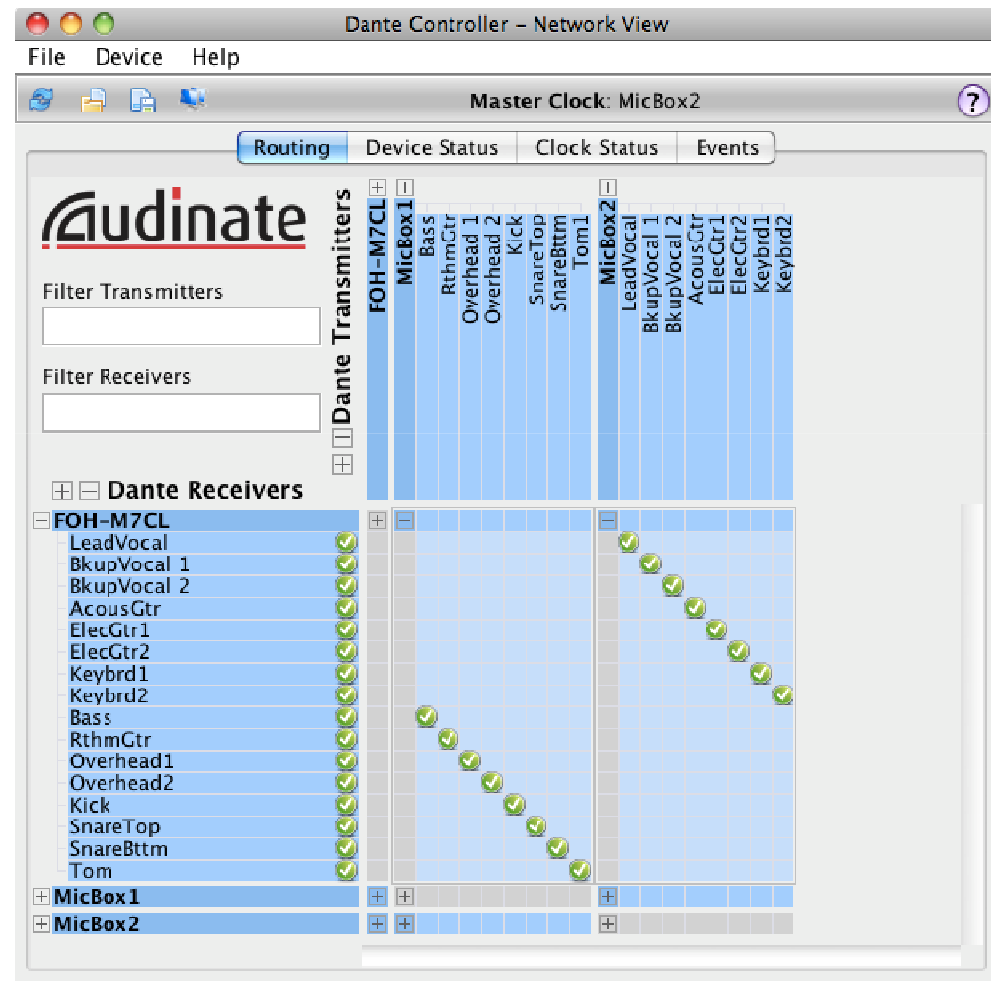 Dante Controller – Network View
File Device Help
Master Clock: MicBox2
?
Routing Device Status Clock Status Events
Audinate
Filter Transmitters
Filter Receivers
Dante Transmitters
FOH-M7CL
MicBox1
Bass
RthmGtr
Overhead 1
Overhead 2
Kick
SnareTop
SnareBttm
Tom1
MicBox2
LeadVocal
BkupVocal 1
BkupVocal 2
AcousGtr
ElecGtr1
ElecGtr2
Keybrd1
Keybrd2
Dante Receivers
FOH-M7CL
LeadVocal
BkupVocal 1
BkupVocal 2
AcousGtr
ElecGtr1
ElecGtr2
Keybrd1
Keybrd2
Bass
RthmGtr
Overhead1
Overhead2
Kick
SnareTop
SnareBttm
Tom
MicBox1
MicBox2